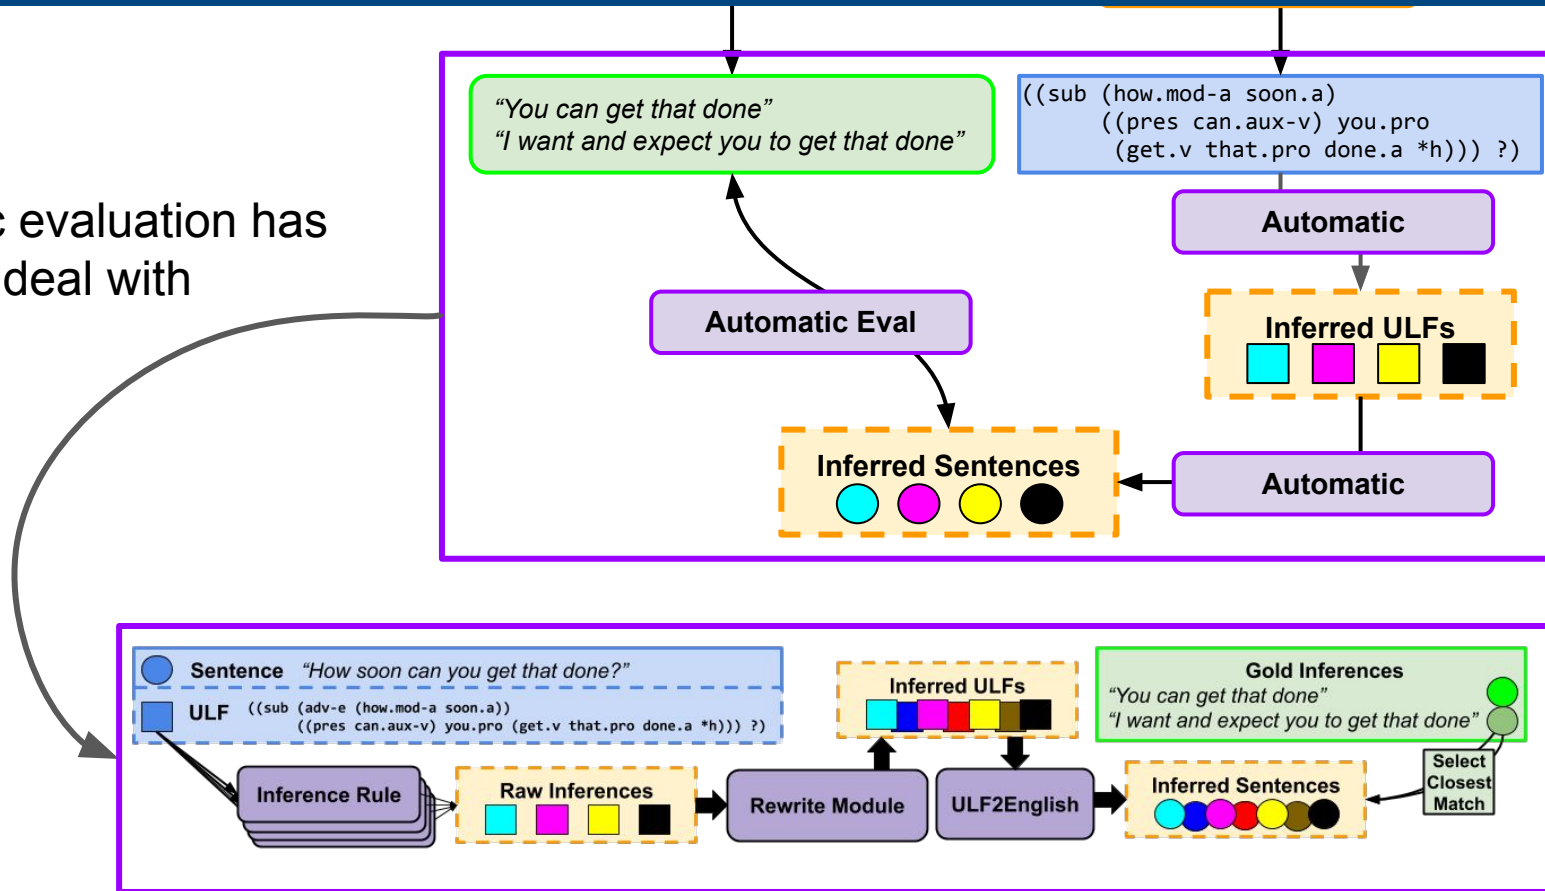 “You can get that done”
“I want and expect you to get that done”
((sub (how.mod-a soon.a)
((pres can.aux-v) you.pro
(get.v that.pro done.a *h))) ?)
Automatic
c evaluation has
deal with
Automatic Eval
Inferred ULFs
Inferred Sentences
Automatic
Sentence “How soon can you get that done?”
ULF ((sub (adv-e (how.mod-a soon.a))
((pres can.aux-v) you.pro (get.v that.pro done.a *h))) ?)
Inference Rule
Raw Inferences
Rewrite Module
Inferred ULFs
ULF2English
Gold Inferences
“You can get that done”
“I want and expect you to get that done”
Select
Closest
Match
Inferred Sentences